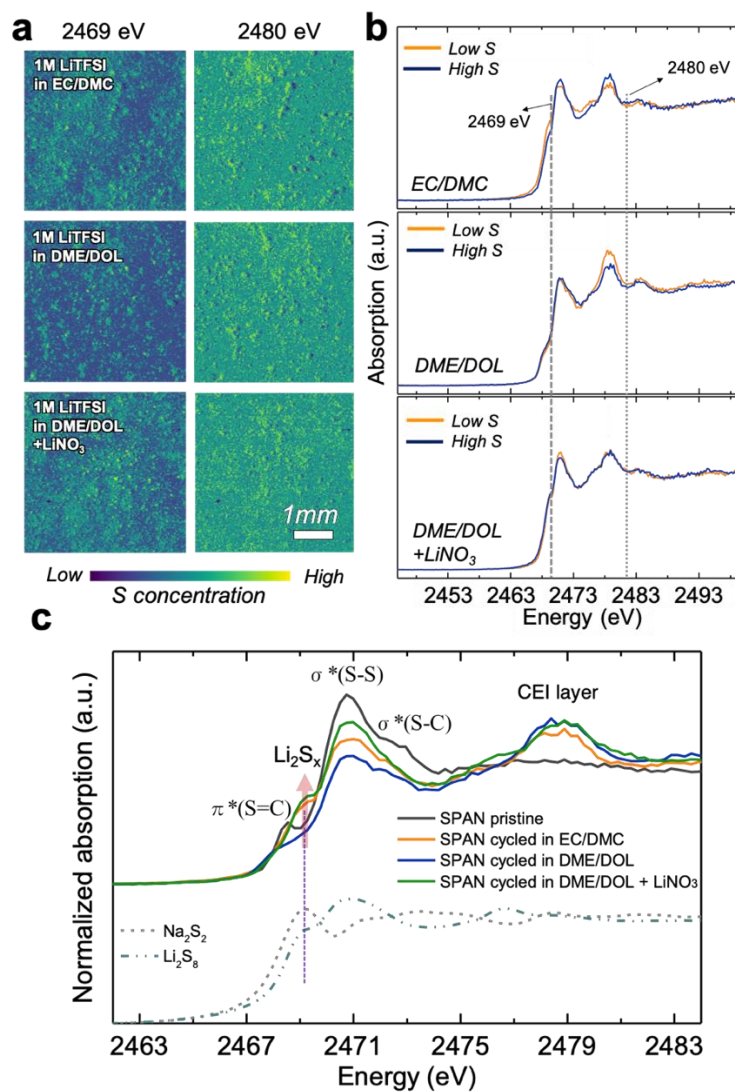 a
2469 eV 2480 eV
1M LiTFSI
in EC/DMC
1M LiTFSI
in DME/DOL
1M LiTFSI
in DME/DOL
+LiNO₃
1mm
Low High
S concentration
b
Low S
High S
2480 eV
2469 eV
EC/DMC
Low S
High S
DME/DOL
Low S
High S
DME/DOL
+LiNO₃
Absorption (a.u.)
2453 2463 2473 2483 2493
Energy (eV)
c
σ*(S-S)
CEI layer
σ*(S-C)
Li₂Sₓ
π*(S=C)
SPAN pristine
SPAN cycled in EC/DMC
SPAN cycled in DME/DOL
SPAN cycled in DME/DOL + LiNO₃
Na₂S₂
Li₂S₈
Normalized absorption (a.u.)
2463 2467 2471 2475 2479 2483
Energy (eV)